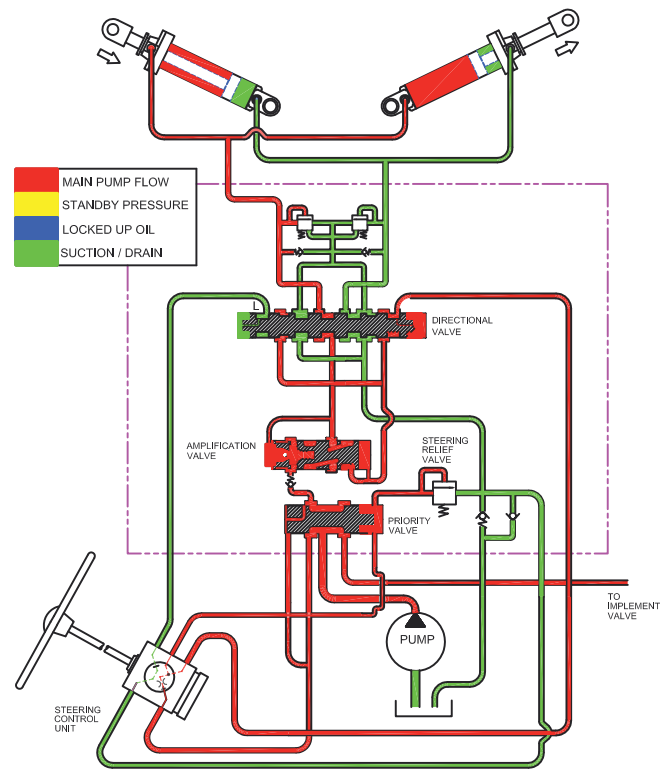 MAIN PUMP FLOW
STANDBY PRESSURE
LOCKED UP OIL
SUCTION / DRAIN
L
DIRECTIONAL
VALVE
AMPLIFICATION
VALVE
STEERING
RELIEF
VALVE
PRIORITY
VALVE
TO
IMPLEMENT
VALVE
PUMP
STEERING
CONTROL
UNIT